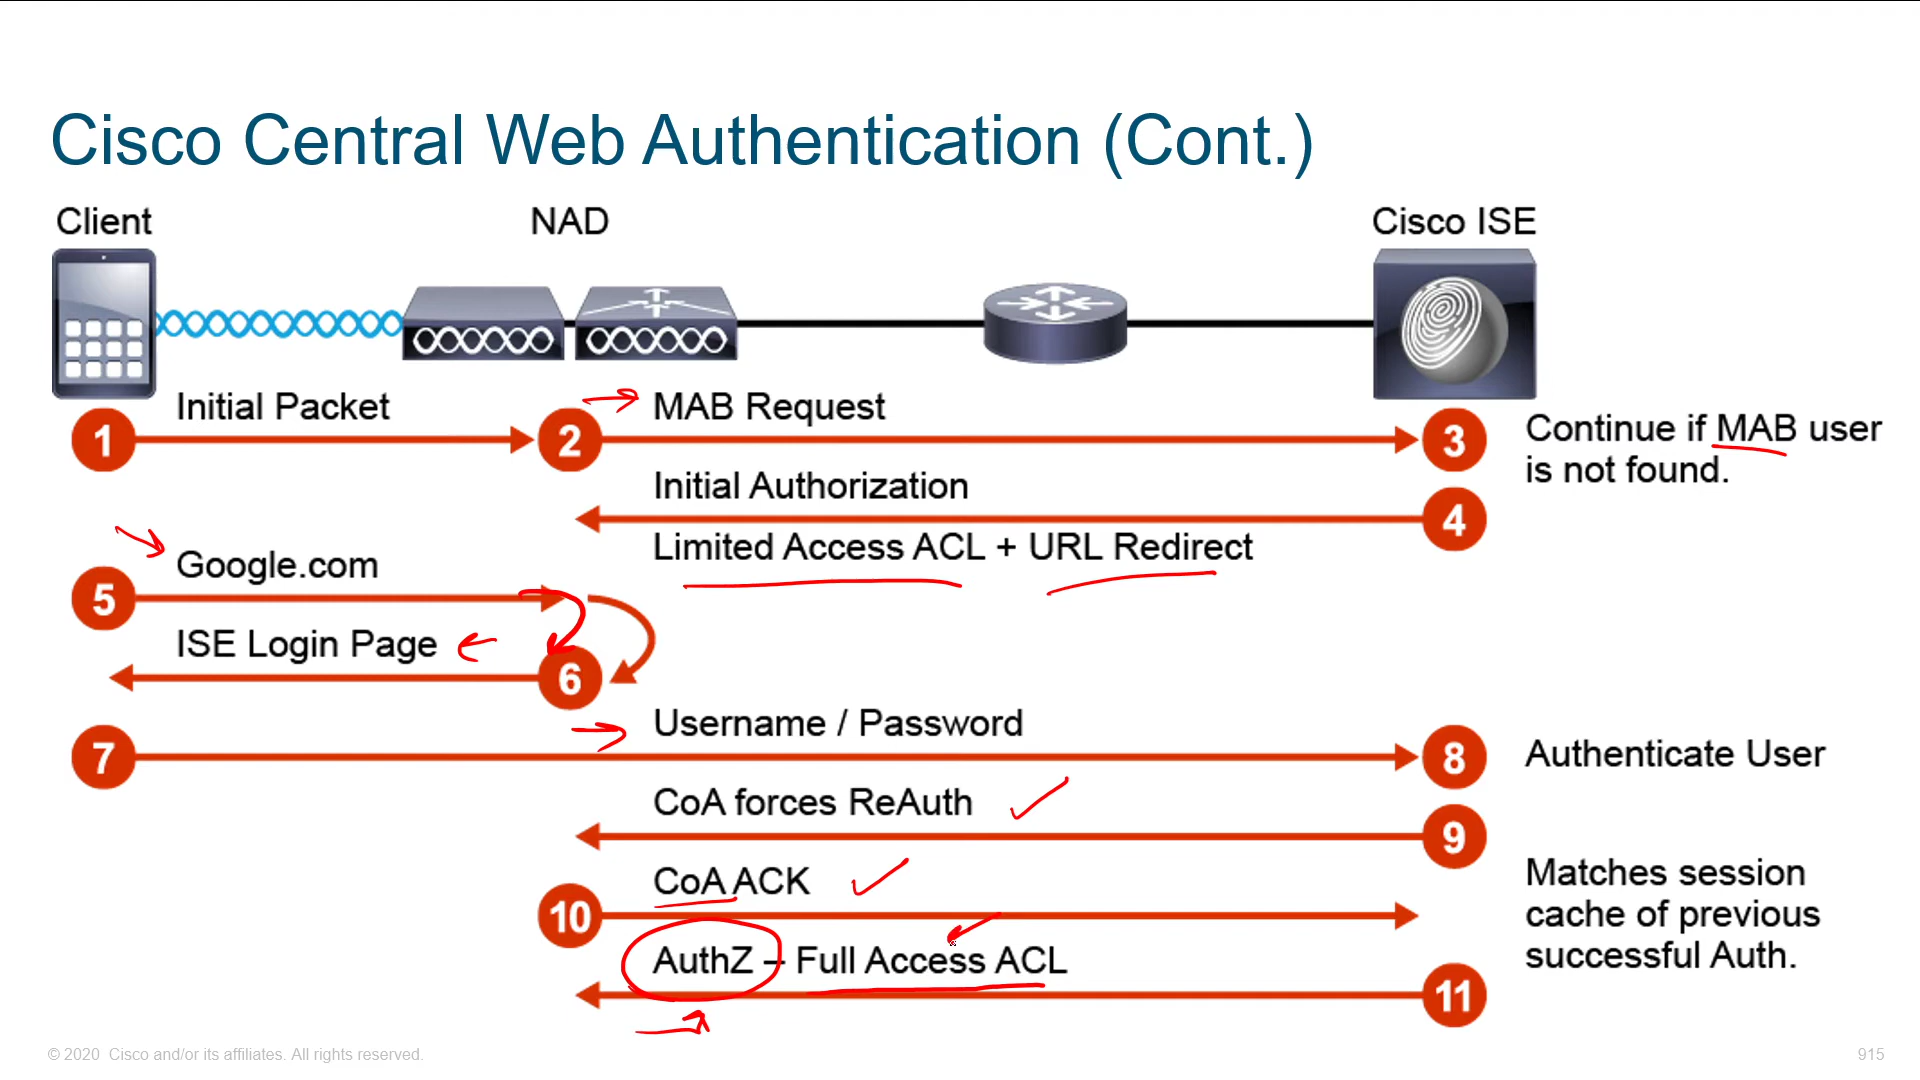 Cisco Central Web Authentication (Cont.)
Client
NAD
Cisco ISE
Initial Packet
MAB Request
1
2
3
Continue if MAB user
is not found.
Initial Authorization
4
Limited Access ACL + URL Redirect
Google.com
5
ISE Login Page
6
Username / Password
7
8
Authenticate User
CoA forces ReAuth
9
CoA ACK
10
Matches session
cache of previous
successful Auth.
AuthZ – Full Access ACL
11
© 2020 Cisco and/or its affiliates. All rights reserved.
915